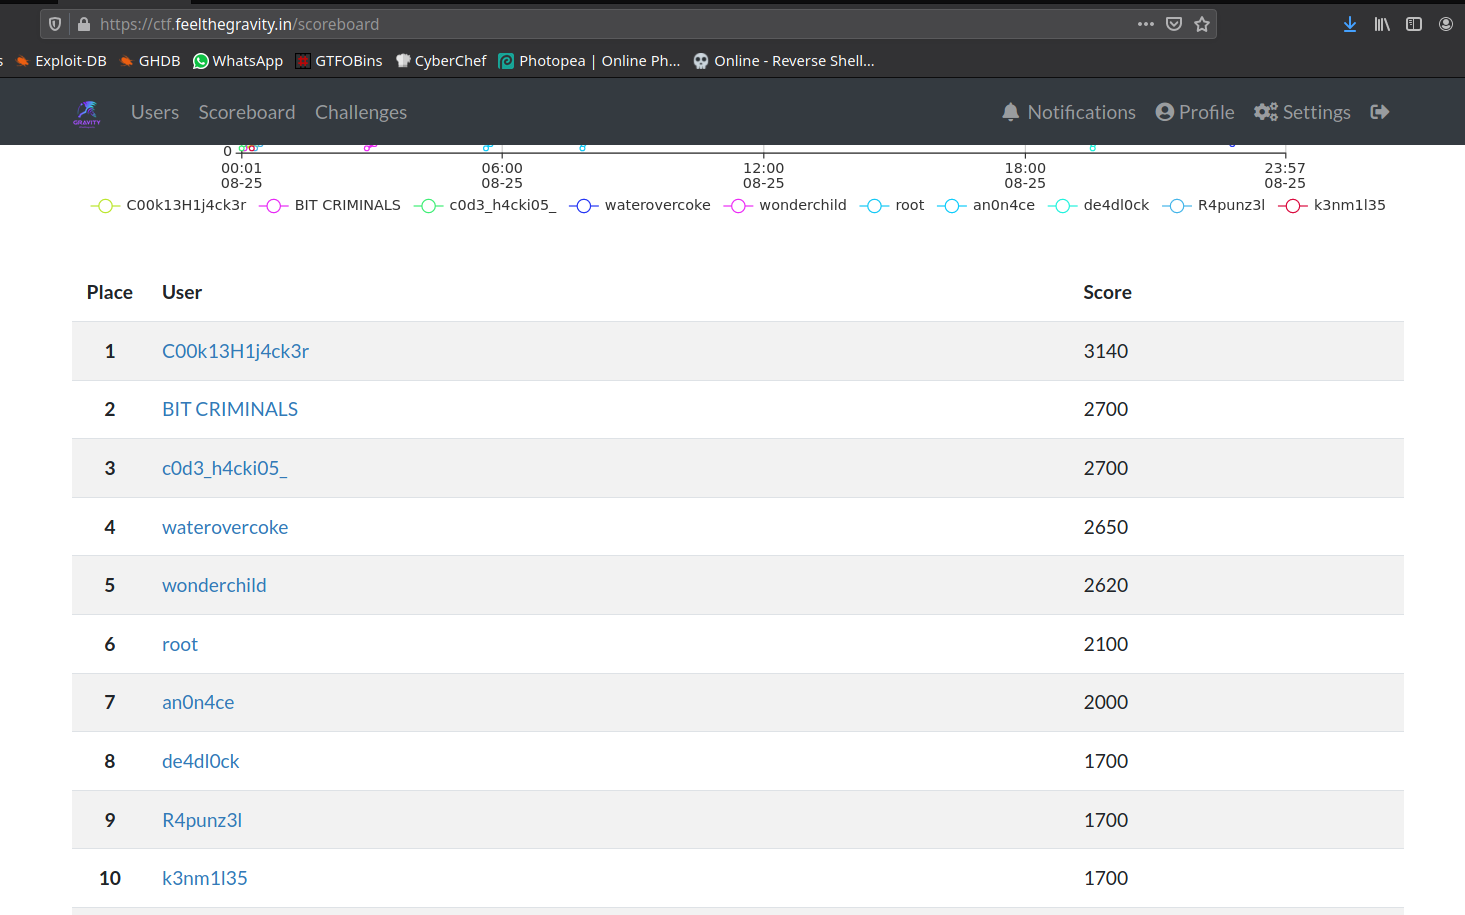 https://ctf.feelthegravity.in/scoreboard
s Exploit-DB GHDB WhatsApp GTFOBins CyberChef Photopea | Online Ph... Online - Reverse Shell...
GRAVITY Users Scoreboard Challenges Notifications Profile Settings
0
00:01 06:00 12:00 18:00 23:57
08-25 08-25 08-25 08-25 08-25
C00k13H1j4ck3r BIT CRIMINALS c0d3_h4cki05_ waterovercoke wonderchild root an0n4ce de4dl0ck R4punz3l k3nm1l35
Place User Score
1 C00k13H1j4ck3r 3140
2 BIT CRIMINALS 2700
3 c0d3_h4cki05_ 2700
4 waterovercoke 2650
5 wonderchild 2620
6 root 2100
7 an0n4ce 2000
8 de4dl0ck 1700
9 R4punz3l 1700
10 k3nm1l35 1700